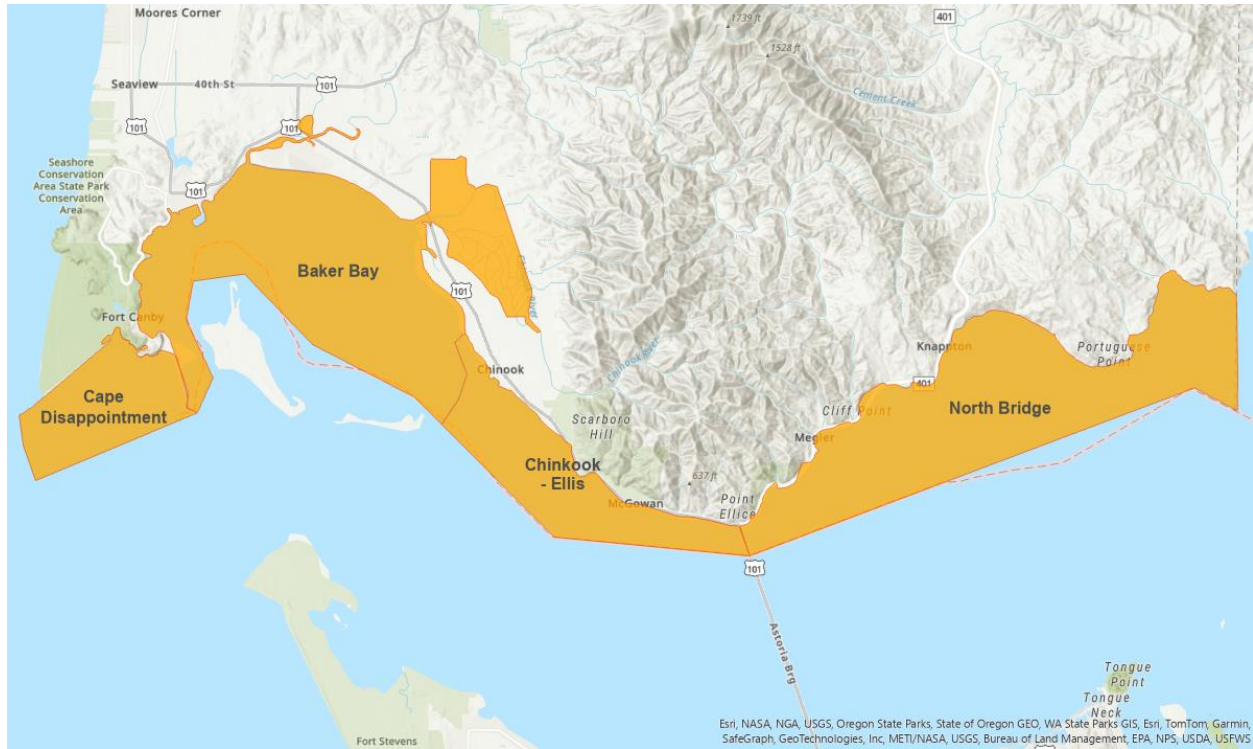 Moores Corner
1739 ft
401
1528 ft
Seaview
40th St
101
101
Cement Creek
101
Seashore
Conservation
Area State Park
Conservation
Area
101
Baker Bay
101
Fort Canby
Chinook River
Knappton
Portuguese
Point
Chinook
401
Cape
Disappointment
Scarboro
Hill
Cliff Point
North Bridge
Megler
Chinkook
- Ellis
637 ft
McGowan
Point
Ellice
101
Astoria Brg
Tongue
Point
Tongue
Neck
Fort Stevens
Esri, NASA, NGA, USGS, Oregon State Parks, State of Oregon GEO, WA State Parks GIS, Esri, TomTom, Garmin,
SafeGraph, GeoTechnologies, Inc, METI/NASA, USGS, Bureau of Land Management, EPA, NPS, USDA, USFWS